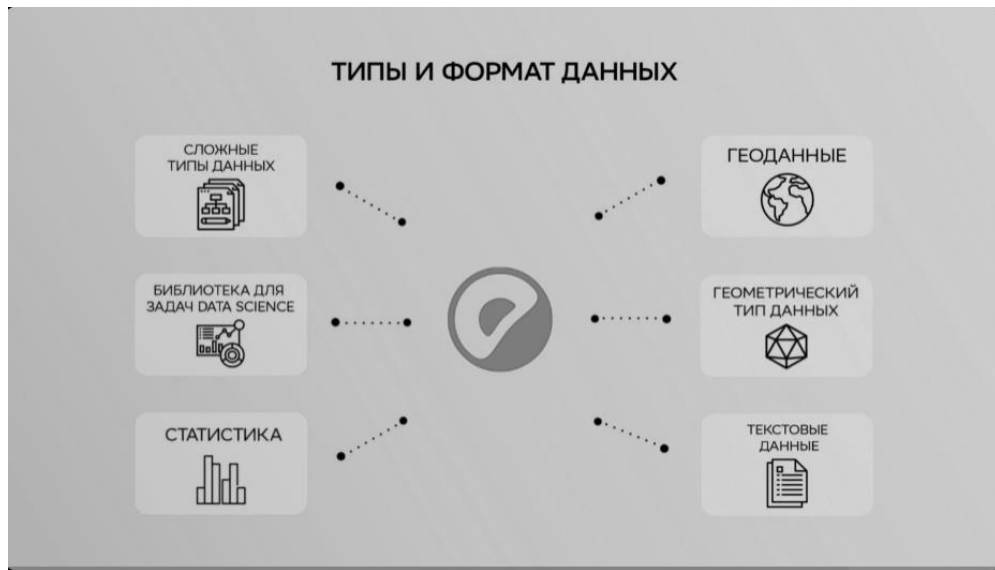 ТИПЫ И ФОРМАТ ДАННЫХ
СЛОЖНЫЕ
ТИПЫ ДАННЫХ
БИБЛИОТЕКА ДЛЯ
ЗАДАЧ DATA SCIENCE
СТАТИСТИКА
ГЕОДАННЫЕ
ГЕОМЕТРИЧЕСКИЙ
ТИП ДАННЫХ
ТЕКСТОВЫЕ
ДАННЫЕ